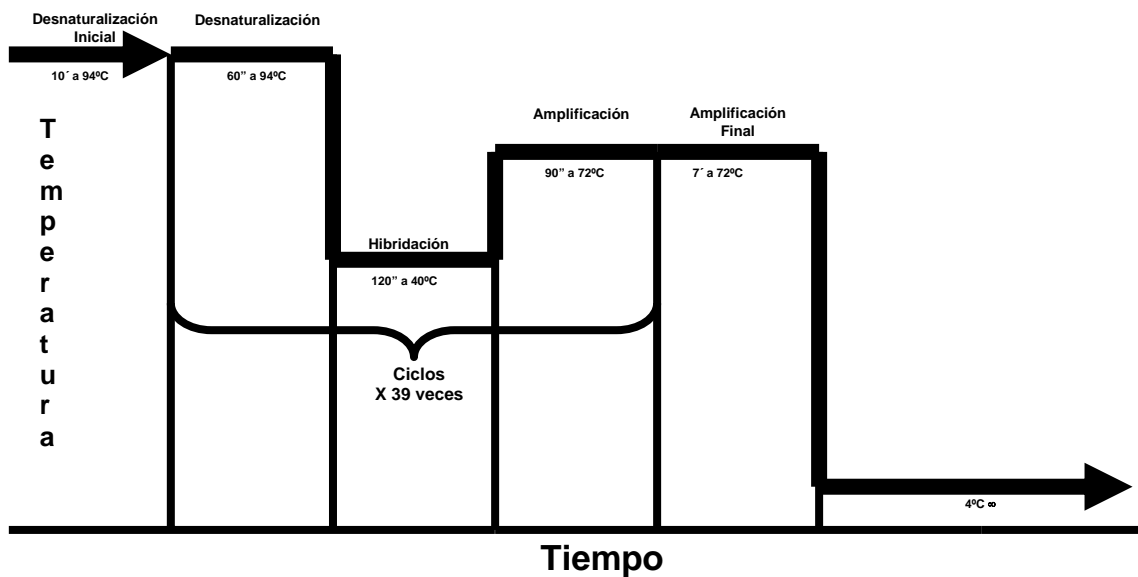 Desnaturalización
Inicial
Desnaturalización
10´ a 94ºC
60” a 94ºC
Temperatura
Amplificación
Amplificación
Final
90” a 72ºC
7´ a 72ºC
Hibridación
120” a 40ºC
Ciclos
X 39 veces
4ºC ∞
Tiempo